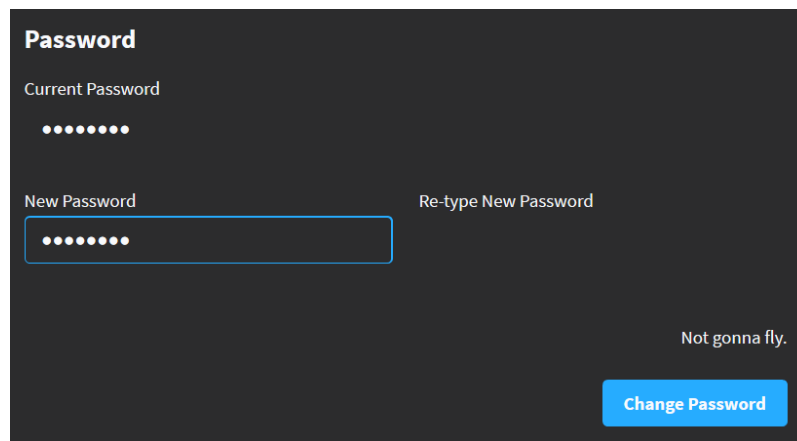 Password
Current Password
••••••••
New Password
Re-type New Password
••••••••
Not gonna fly.
Change Password